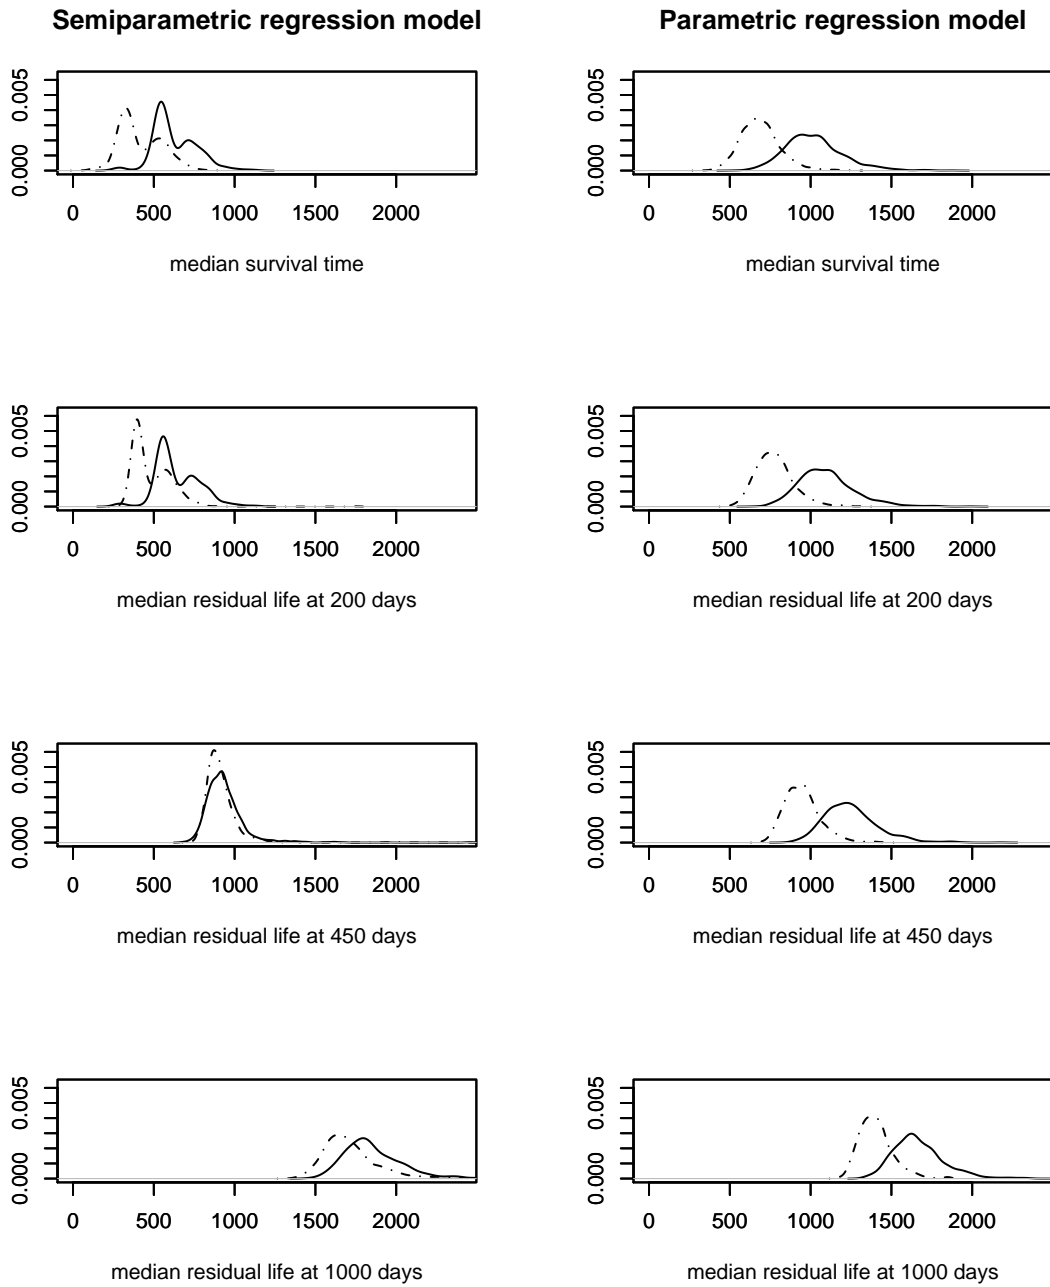 Semiparametric regression model
Parametric regression model
0.005
0.000
0 500 1000 1500 2000
median survival time
0.005
0.000
0 500 1000 1500 2000
median survival time
0.005
0.000
0 500 1000 1500 2000
median residual life at 200 days
0.005
0.000
0 500 1000 1500 2000
median residual life at 200 days
0.005
0.000
0 500 1000 1500 2000
median residual life at 450 days
0.005
0.000
0 500 1000 1500 2000
median residual life at 450 days
0.005
0.000
0 500 1000 1500 2000
median residual life at 1000 days
0.005
0.000
0 500 1000 1500 2000
median residual life at 1000 days